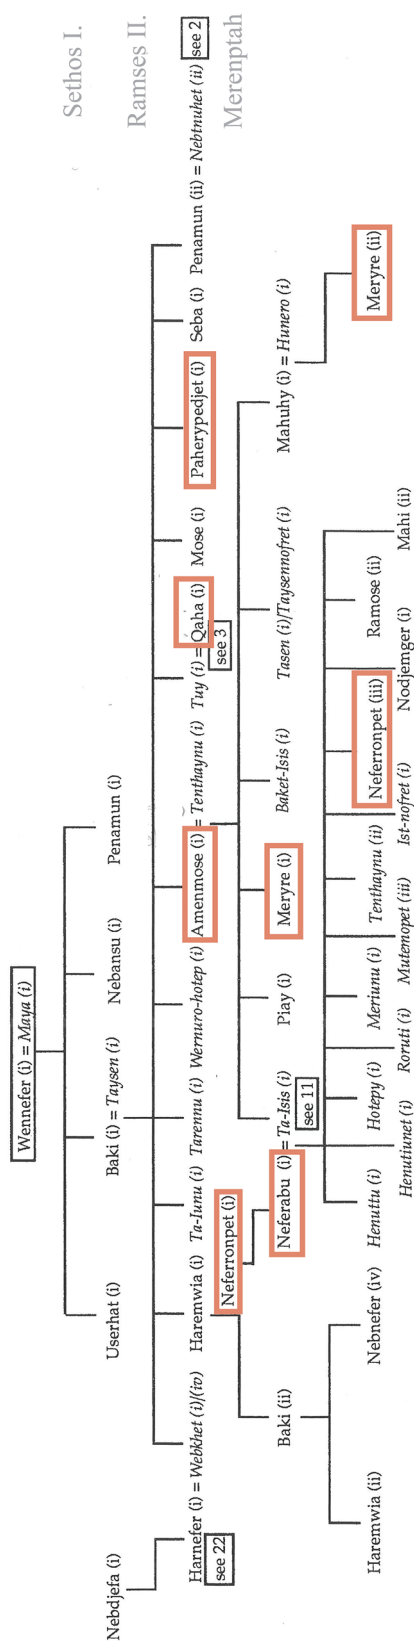 Sethos I.
Wennefer (i) = Maya (i)
Userhat (i)
Baki (i) = Taysen (i)
Nebansu (i)
Penamun (i)
Ramses II.
Nebdjefa (i)
Harnefer (i) = Webkhet (i)/(iv)
see 22
Haremwia (i)
Ta-Iunu (i)
Tarennu (i)
Wernuro-hotep (i)
Amenmose (i) = Tenthaynu (i)
Tuy (i) = Qaha (i)
see 3
Mose (i)
Paherypedjet (i)
Seba (i)
Penamun (ii) = Nebtnuhet (ii)
see 2
Merenptah
Neferronpet (i)
Baki (ii)
Neferabu (i) = Ta-Isis (i)
see 11
Piay (i)
Meryre (i)
Baket-Isis (i)
Tasen (i)/Taysennofret (i)
Mahuhy (i) = Hunero (i)
Haremwia (ii)
Nebnefer (iv)
Henuttu (i)
Hotepy (i)
Meriunu (i)
Tenthaynu (ii)
Neferronpet (iii)
Ramose (ii)
Meryre (ii)
Henutiunet (i)
Roruti (i)
Mutemopet (iii)
Ist-nofret (i)
Nodjemger (i)
Mahi (ii)